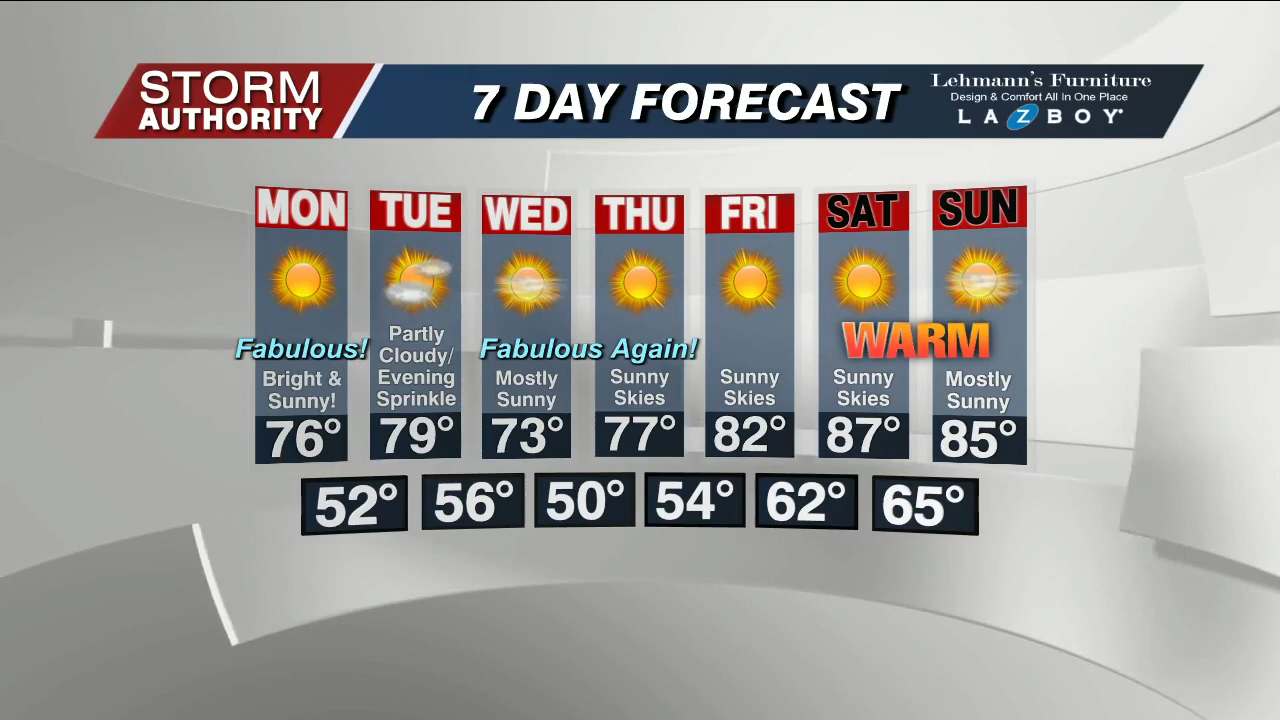 STORM
AUTHORITY
7 DAY FORECAST
Lehmann's Furniture
Design & Comfort All In One Place
LAZBOY®
MON
TUE
WED
THU
FRI
SAT
SUN
Fabulous!
Bright &
Sunny!
Partly
Cloudy/
Evening
Sprinkle
Fabulous Again!
Mostly
Sunny
Sunny
Skies
Sunny
Skies
WARM
Sunny
Skies
Mostly
Sunny
76°
79°
73°
77°
82°
87°
85°
52°
56°
50°
54°
62°
65°